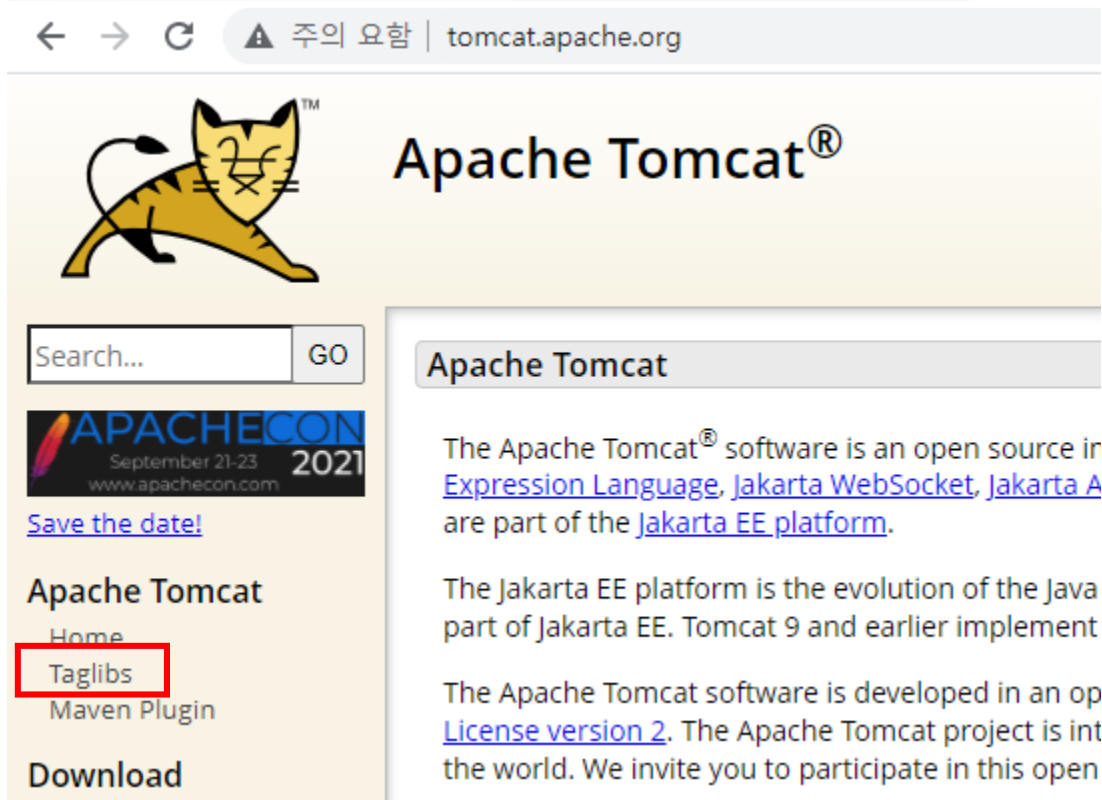 주의 요함 | tomcat.apache.org
TM
Apache Tomcat®
Search...
GO
APACHECON
September 21-23
2021
www.apachecon.com
Save the date!
Apache Tomcat
Home
Taglibs
Maven Plugin
Download
Apache Tomcat
The Apache Tomcat® software is an open source in
Expression Language, Jakarta WebSocket, Jakarta A
are part of the Jakarta EE platform.
The Jakarta EE platform is the evolution of the Java
part of Jakarta EE. Tomcat 9 and earlier implement
The Apache Tomcat software is developed in an op
License version 2. The Apache Tomcat project is int
the world. We invite you to participate in this open